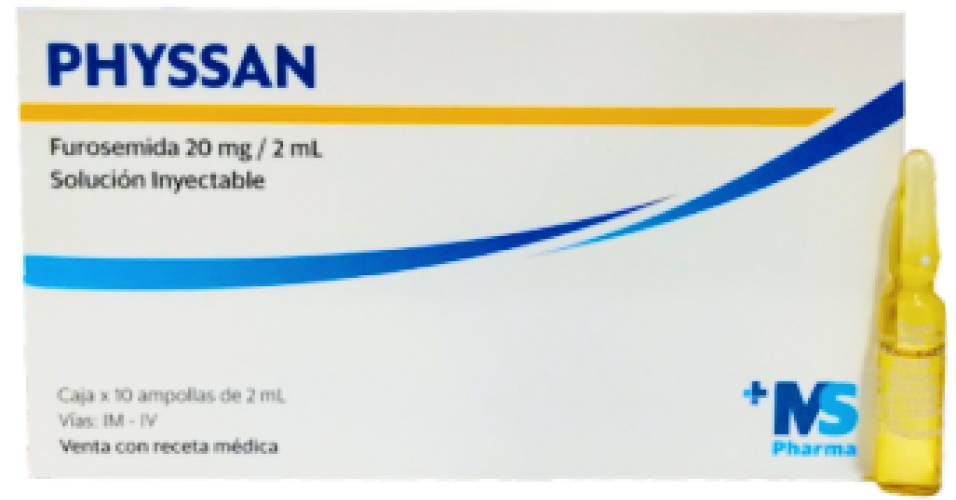 PHYSSAN
Furosemida 20 mg / 2 mL
Solución Inyectable
Caja x 10 ampollas de 2 mL
Vías: IM - IV
Venta con receta médica
+MS
Pharma